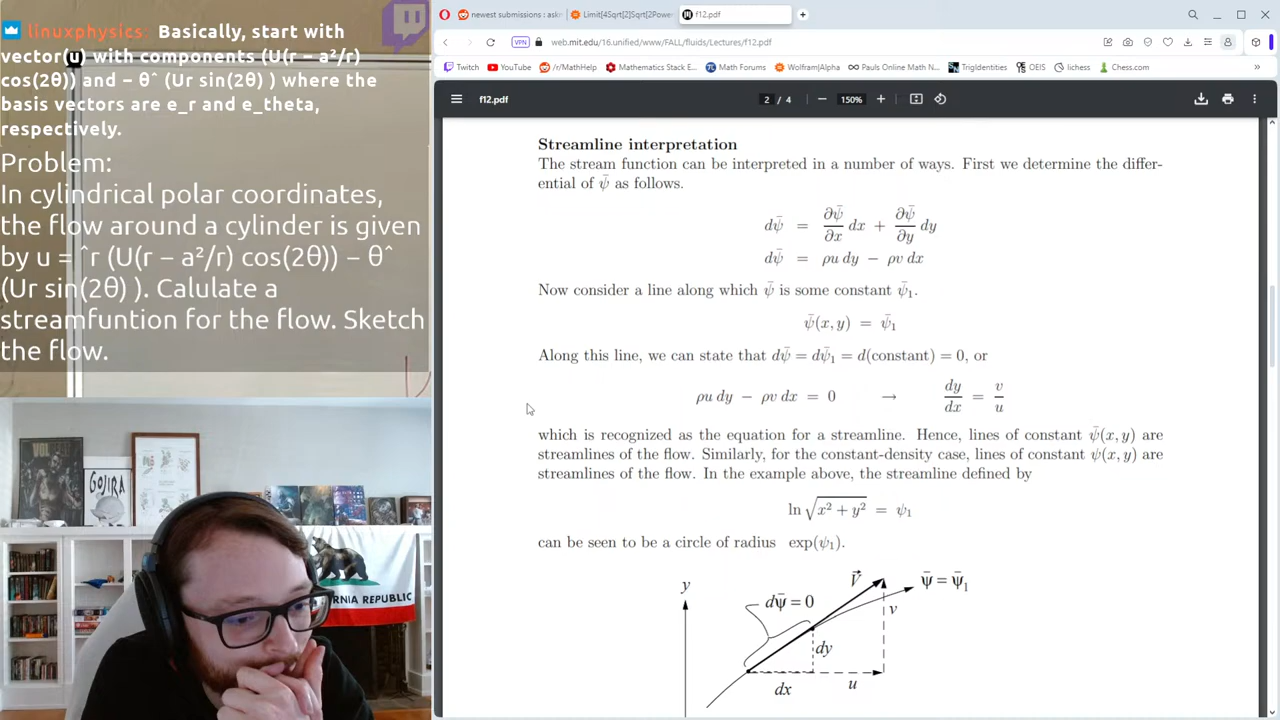 linuxphysics: Basically, start with
vector(u) with components (U(r − a²/r)
cos(2θ)) and − θˆ (Ur sin(2θ) ) where the
basis vectors are e_r and e_theta,
respectively.
Problem:
In cylindrical polar coordinates,
the flow around a cylinder is given
by u = ˆr (U(r − a²/r) cos(2θ)) − θˆ
(Ur sin(2θ) ). Calulate a
streamfuntion for the flow. Sketch
the flow.
GOJIRA
CALIFORNIA REPUBLIC
newest submissions : ask
Limit[4Sqrt[2]Sqrt[2Power
f12.pdf
VPN
web.mit.edu/16.unified/www/FALL/fluids/Lectures/f12.pdf
Twitch
YouTube
/r/MathHelp
Mathematics Stack E...
Math Forums
Wolfram|Alpha
Pauls Online Math N...
TrigIdentities
OEIS
lichess
Chess.com
f12.pdf
2 / 4
150%
Streamline interpretation
The stream function can be interpreted in a number of ways. First we determine the differ-
ential of ψ̄ as follows.
dψ̄ = ∂ψ̄/∂x dx + ∂ψ̄/∂y dy
dψ̄ = ρu dy − ρv dx
Now consider a line along which ψ̄ is some constant ψ̄₁.
ψ̄(x, y) = ψ̄₁
Along this line, we can state that dψ̄ = dψ̄₁ = d(constant) = 0, or
ρu dy − ρv dx = 0 → dy/dx = v/u
which is recognized as the equation for a streamline. Hence, lines of constant ψ̄(x, y) are
streamlines of the flow. Similarly, for the constant-density case, lines of constant ψ(x, y) are
streamlines of the flow. In the example above, the streamline defined by
ln √x² + y² = ψ₁
can be seen to be a circle of radius exp(ψ₁).
y
V⃗
ψ̄ = ψ̄₁
dψ̄ = 0
v
dy
dx
u